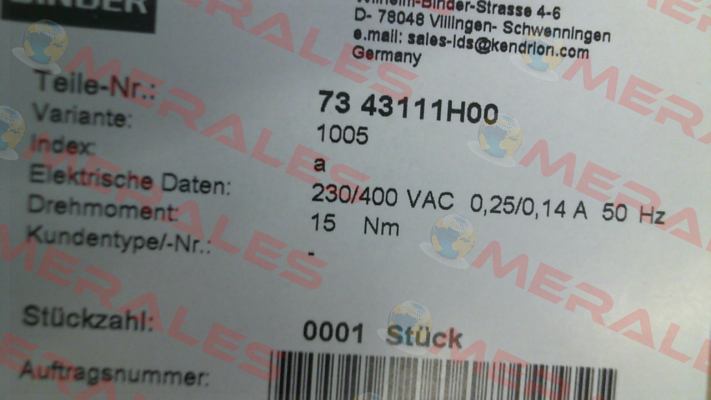 BINDER
Wilhelm-Binder-Strasse 4-6
D- 78048 Villingen- Schwenningen
e.mail: sales-ids@kendrion.com
Germany
Teile-Nr.: 73 43111H00
Variante: 1005
Index: a
Elektrische Daten: 230/400 VAC 0,25/0,14 A 50 Hz
Drehmoment: 15 Nm
Kundentype/-Nr.: -
Stückzahl: 0001 Stück
Auftragsnummer:
MERALES
MERALES
MERALES
MERALES